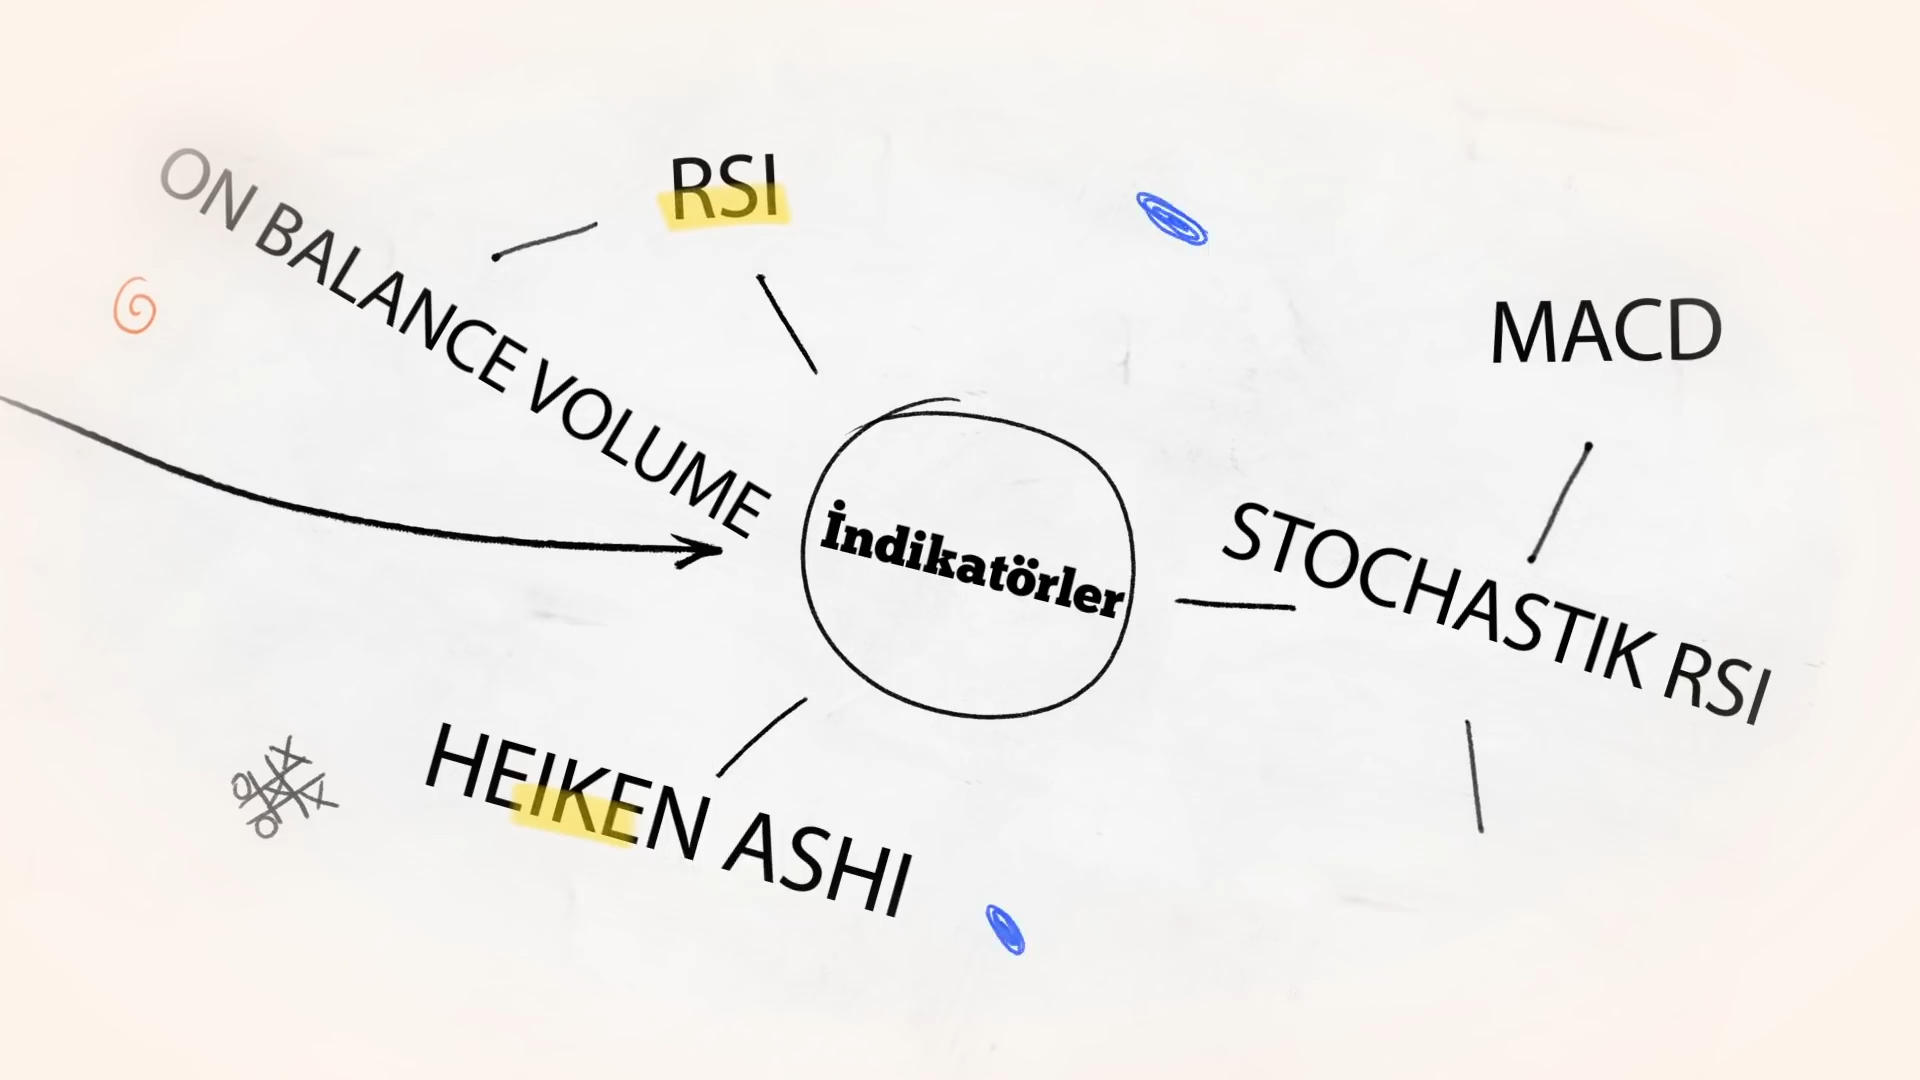 ON BALANCE VOLUME
RSI
MACD
İndikatörler
STOCHASTIK RSI
HEIKEN ASHI